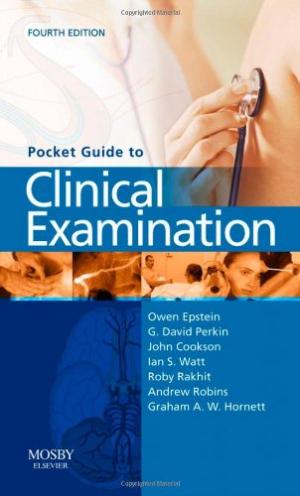 FOURTH EDITION
Pocket Guide to
Clinical
Examination
Owen Epstein
G. David Perkin
John Cookson
Ian S. Watt
Roby Rakhit
Andrew Robins
Graham A. W. Hornett
MOSBY
ELSEVIER